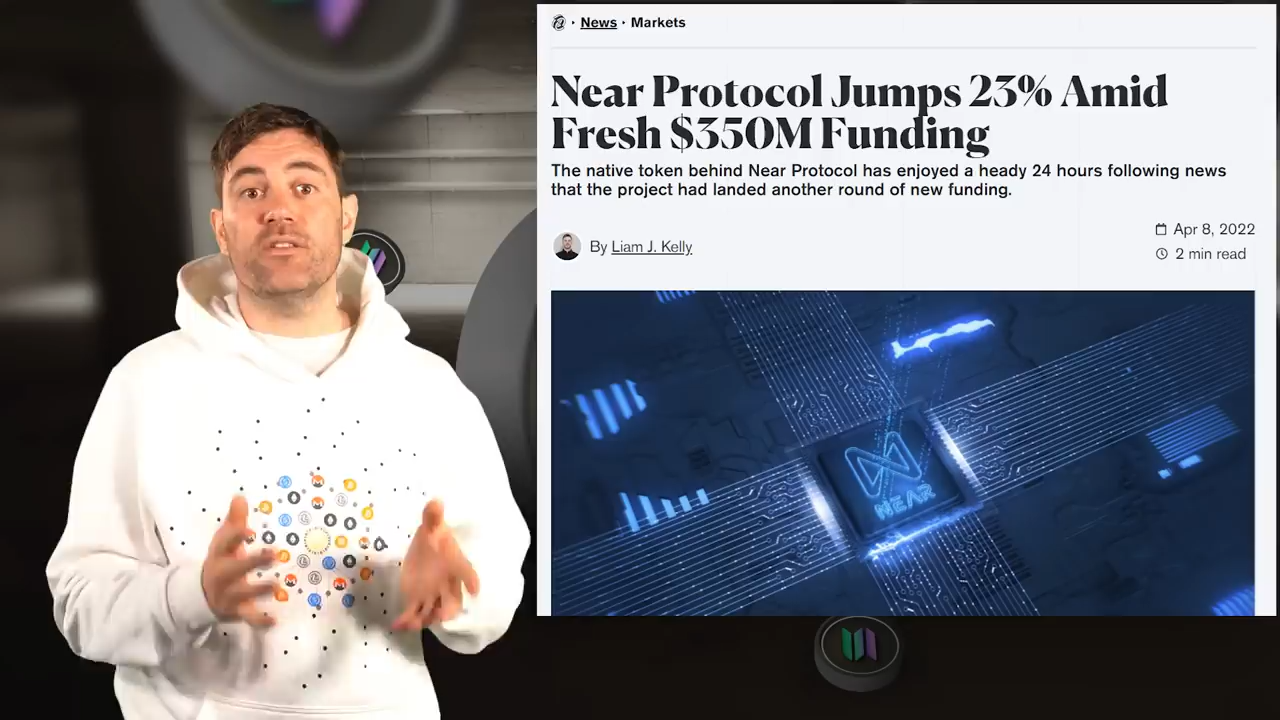 · News · Markets
Near Protocol Jumps 23% Amid
Fresh $350M Funding
The native token behind Near Protocol has enjoyed a heady 24 hours following news
that the project had landed another round of new funding.
By Liam J. Kelly
Apr 8, 2022
2 min read
NEAR